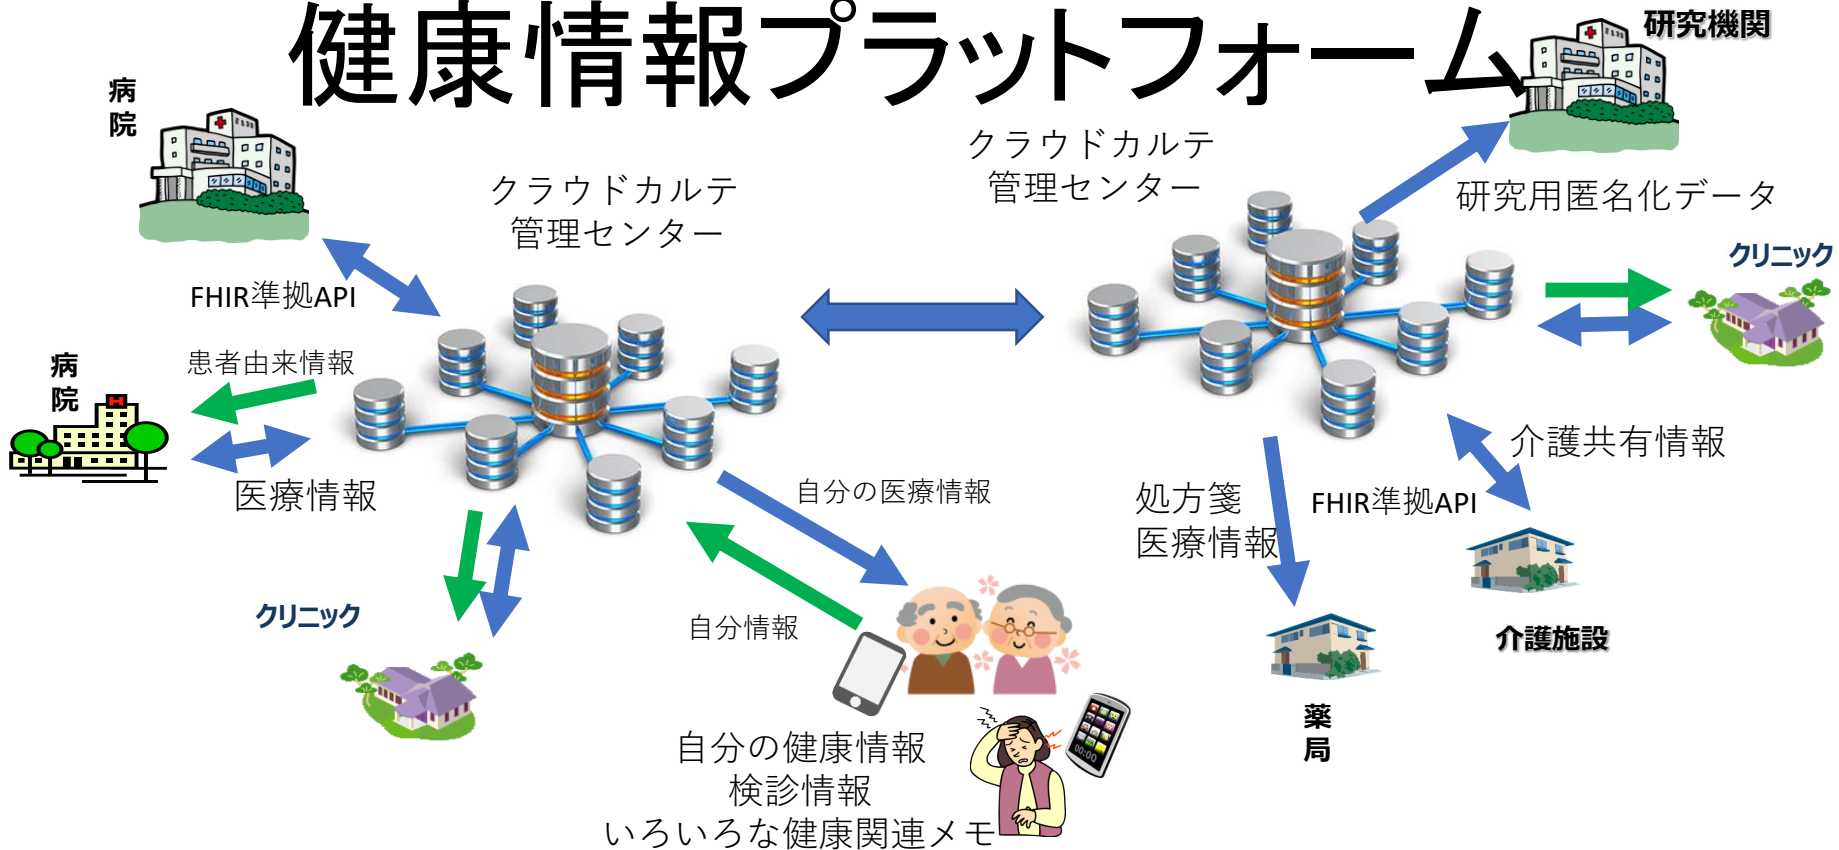 健康情報プラットフォーム
研究機関
病
院
クラウドカルテ
管理センター
クラウドカルテ
管理センター
研究用匿名化データ
クリニック
FHIR準拠API
患者由来情報
病
院
医療情報
介護共有情報
自分の医療情報
処方箋
医療情報
FHIR準拠API
クリニック
自分情報
介護施設
薬
局
自分の健康情報
検診情報
いろいろな健康関連メモ
00:00
H